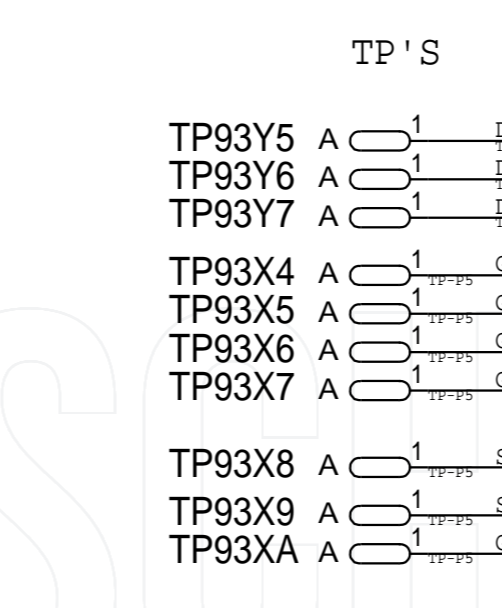 TP'S
TP93Y5 A 1
TP93Y6 A 1
TP93Y7 A 1
TP93X4 A 1 TP-P5
TP93X5 A 1 TP-P5
TP93X6 A 1 TP-P5
TP93X7 A 1 TP-P5
TP93X8 A 1 TP-P5
TP93X9 A 1 TP-P5
TP93XA A 1 TP-P5